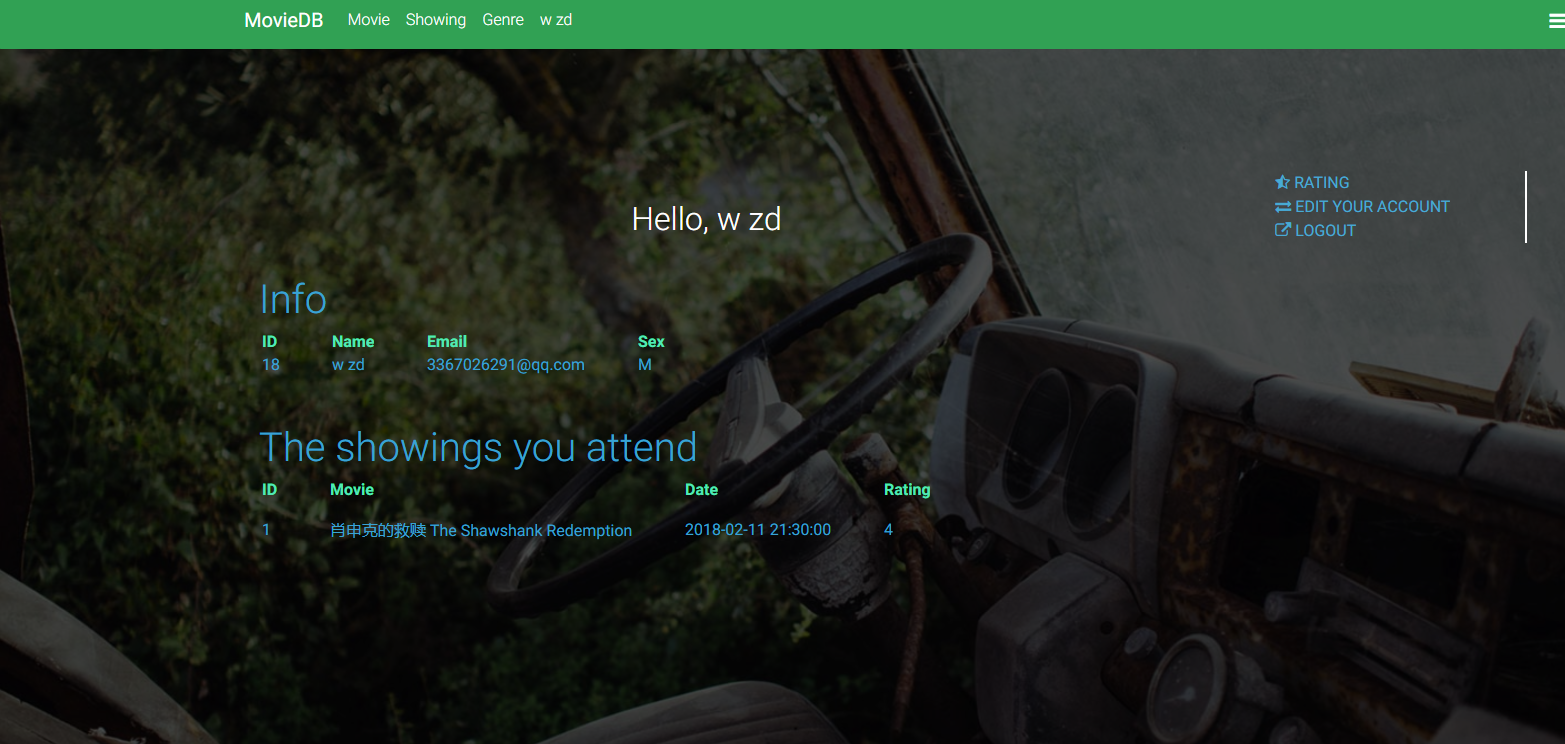 MovieDB Movie Showing Genre w zd
RATING
EDIT YOUR ACCOUNT
LOGOUT
Hello, w zd
Info
ID Name Email Sex
18 w zd 3367026291@qq.com M
The showings you attend
ID Movie Date Rating
1 肖申克的救赎 The Shawshank Redemption 2018-02-11 21:30:00 4